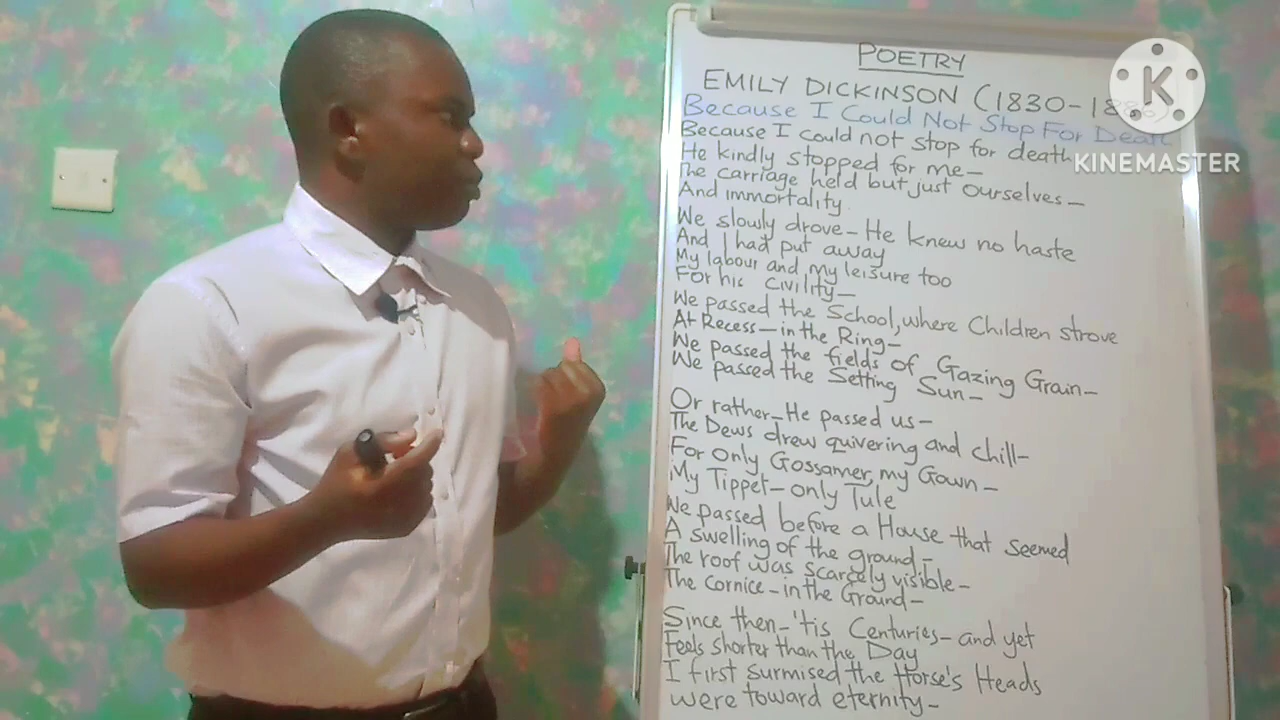 POETRY
EMILY DICKINSON (1830-188
Because I Could Not Stop For Death
Because I could not stop for death
He kindly stopped for me-
The carriage held but just Ourselves-
And immortality.
We slowly drove-He knew no haste
And I had put away
My labour and my leisure too
For his civility-
We passed the School, where Children strove
At Recess-in the Ring-
We passed the fields of Gazing Grain-
We passed the Setting Sun-
Or rather-He passed us-
The Dews drew quivering and chill-
For Only Gossamer, my Gown-
My Tippet-only Tule
We passed before a House that seemed
A swelling of the ground-
The roof was scarcely visible-
The Cornice-in the Ground-
Since then-'tis Centuries-and yet
Feels shorter than the Day
I first surmised the Horse's Heads
were toward eternity-
K
KINEMASTER